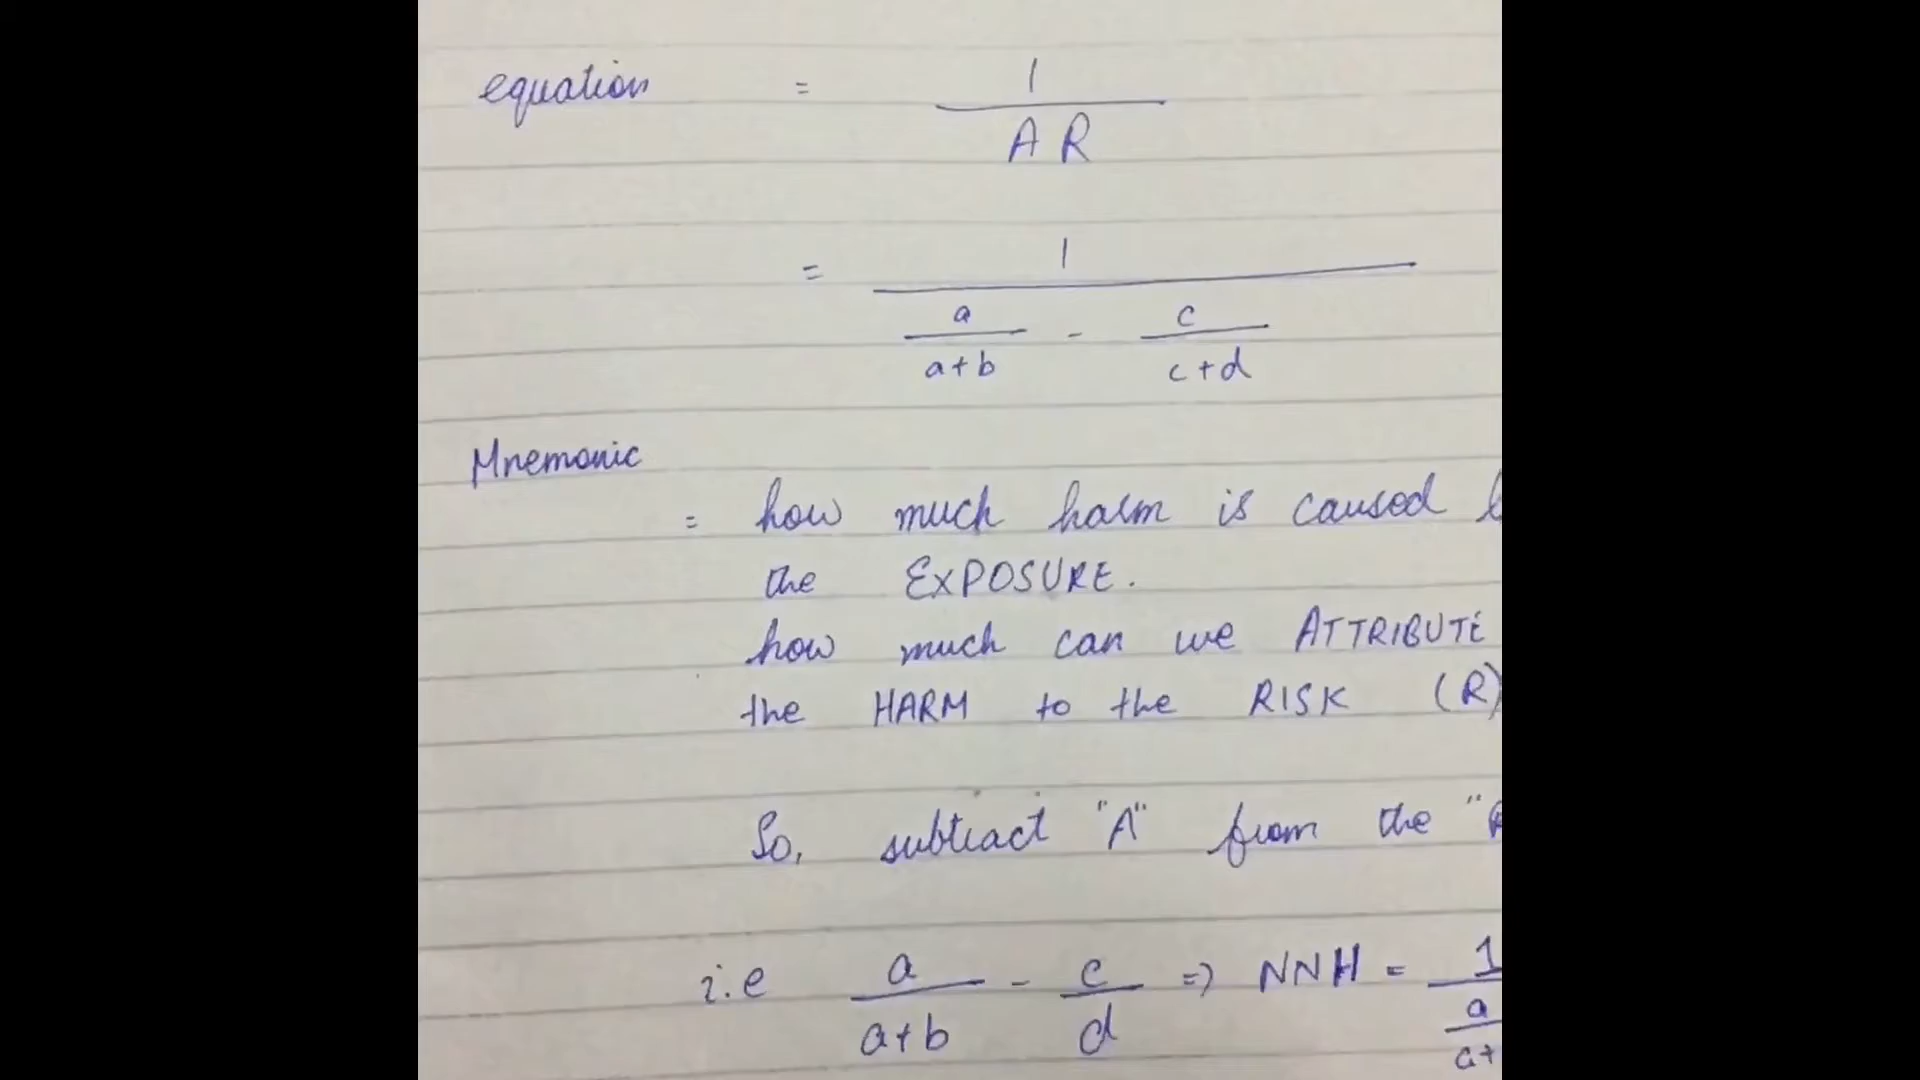 equation = 1 / AR
= 1 / (a/(a+b) - c/(c+d))
Mnemonic
= how much harm is caused
the EXPOSURE.
how much can we ATTRIBUTE
the HARM to the RISK (R)
So, subtract "A" from the "
i.e a/(a+b) - c/d => NNH = 1 / a/a+